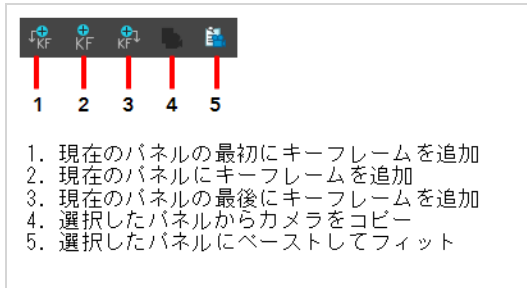 KF KF KF
1 2 3 4 5
1. 現在のパネルの最初にキーフレームを追加
2. 現在のパネルにキーフレームを追加
3. 現在のパネルの最後にキーフレームを追加
4. 選択したパネルからカメラをコピー
5. 選択したパネルにペーストしてフィット